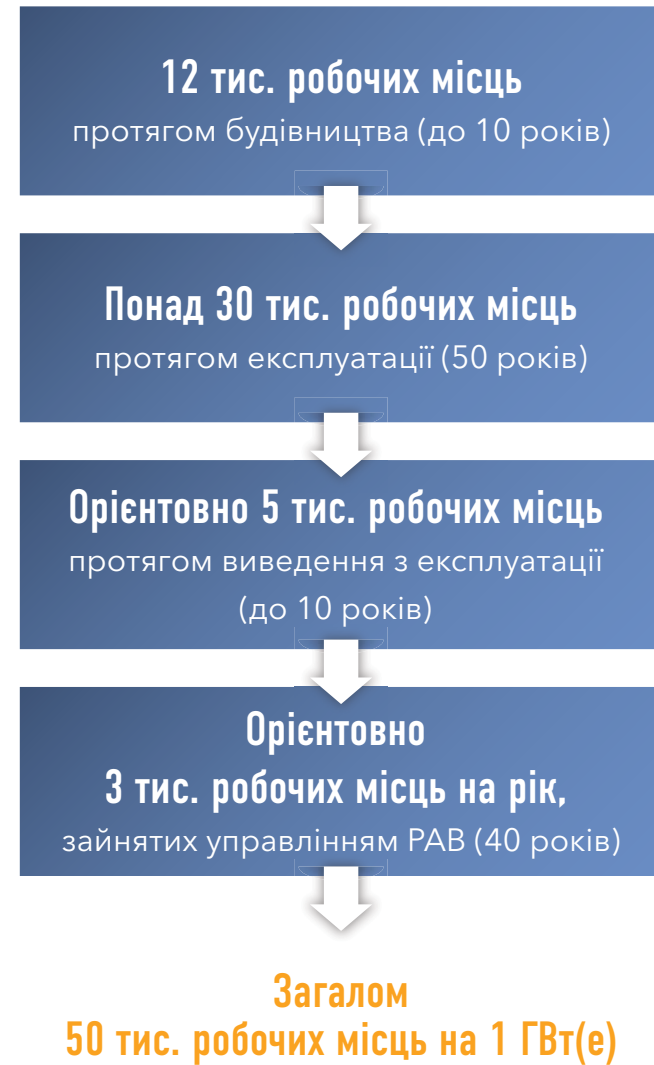 12 тис. робочих місць
протягом будівництва (до 10 років)
Понад 30 тис. робочих місць
протягом експлуатації (50 років)
Орієнтовно 5 тис. робочих місць
протягом виведення з експлуатації
(до 10 років)
Орієнтовно
3 тис. робочих місць на рік,
зайнятих управлінням РАВ (40 років)
Загалом
50 тис. робочих місць на 1 ГВт(е)